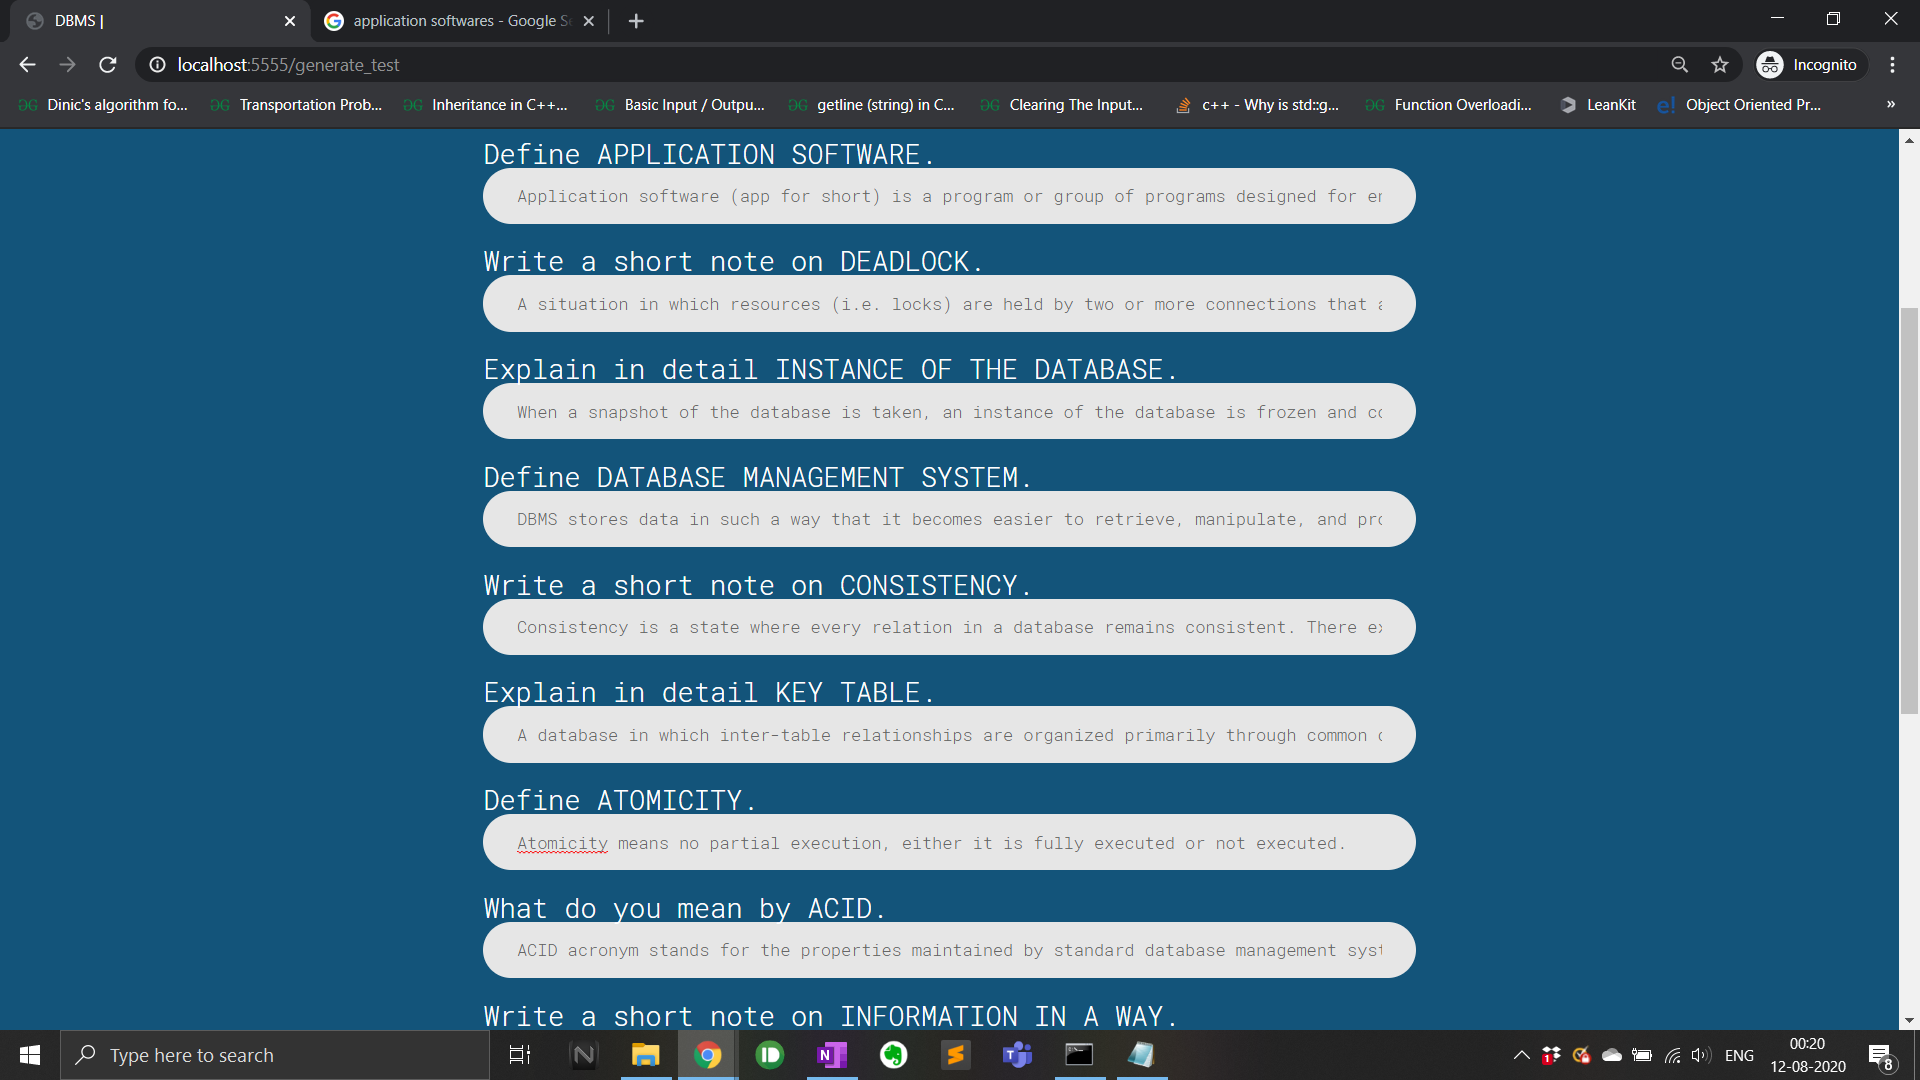 DBMS |
application softwares - Google Se
localhost:5555/generate_test
Incognito
Dinic's algorithm fo...
Transportation Prob...
Inheritance in C++...
Basic Input / Outpu...
getline (string) in C...
Clearing The Input...
c++ - Why is std::g...
Function Overloadi...
LeanKit
Object Oriented Pr...
»
Define APPLICATION SOFTWARE.
Application software (app for short) is a program or group of programs designed for en
Write a short note on DEADLOCK.
A situation in which resources (i.e. locks) are held by two or more connections that a
Explain in detail INSTANCE OF THE DATABASE.
When a snapshot of the database is taken, an instance of the database is frozen and co
Define DATABASE MANAGEMENT SYSTEM.
DBMS stores data in such a way that it becomes easier to retrieve, manipulate, and pro
Write a short note on CONSISTENCY.
Consistency is a state where every relation in a database remains consistent. There ex
Explain in detail KEY TABLE.
A database in which inter-table relationships are organized primarily through common
Define ATOMICITY.
Atomicity means no partial execution, either it is fully executed or not executed.
What do you mean by ACID.
ACID acronym stands for the properties maintained by standard database management syst
Write a short note on INFORMATION IN A WAY.
Type here to search
ENG
00:20
12-08-2020
8